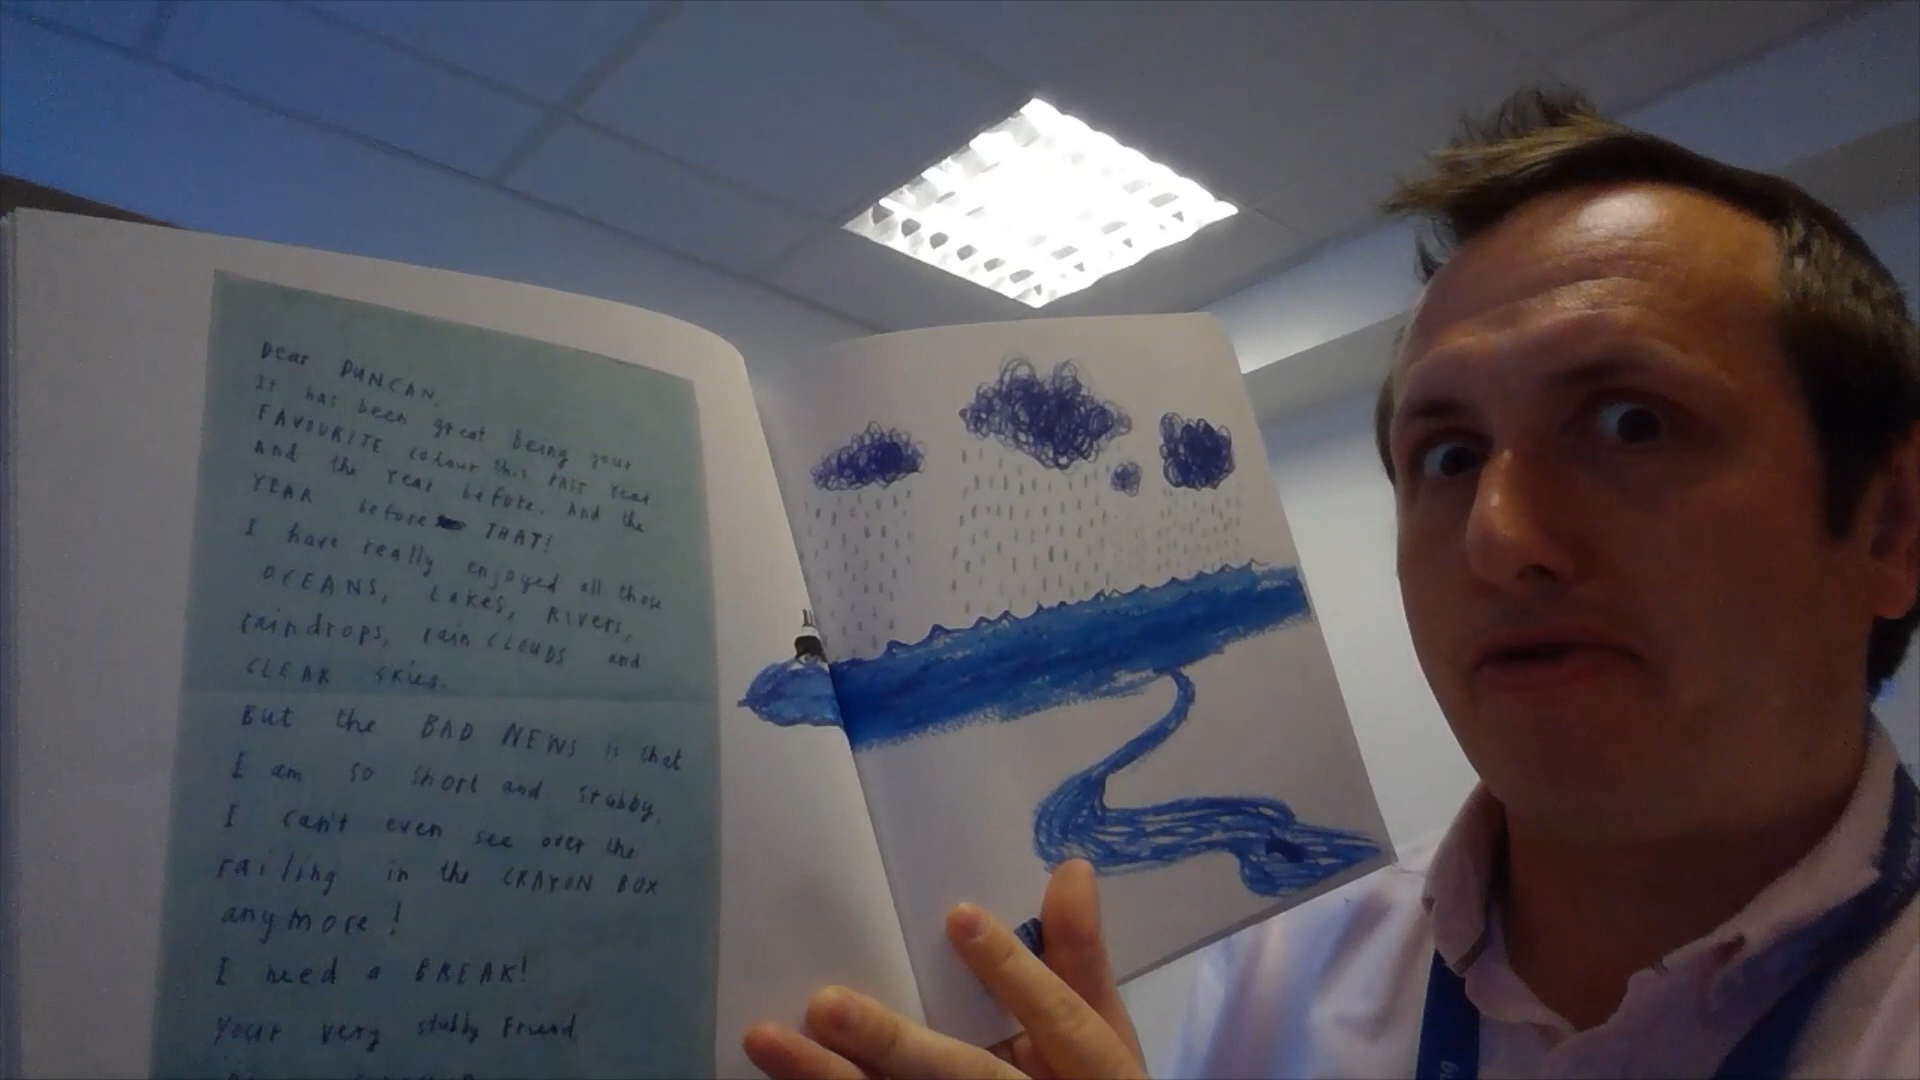 Dear DUNCAN,
It has been great being your
FAVOURITE colour this PAST year.
And the Year before. And the
YEAR before THAT!
I have really enjoyed all those
OCEANS, Lakes, RIVERS,
raindrops, rain CLOUDS and
CLEAR skies.
But the BAD NEWS is that
I am so short and stubby,
I can't even see over the
railing in the CRAYON BOX
anymore!
I need a BREAK!
Your very stubby Friend,